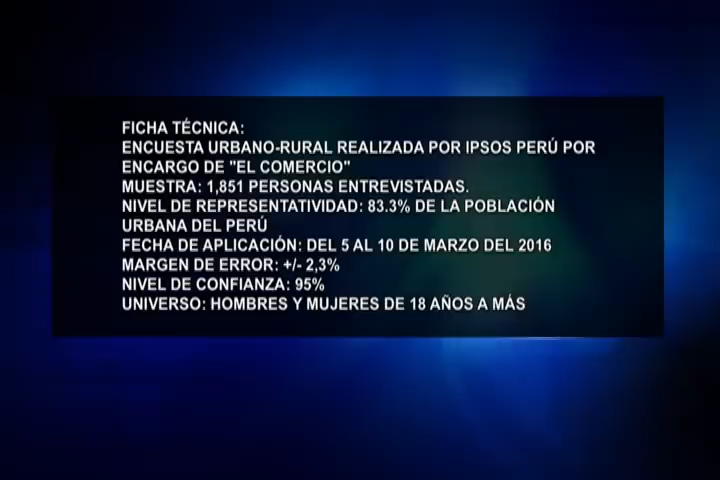 FICHA TÉCNICA:
ENCUESTA URBANO-RURAL REALIZADA POR IPSOS PERÚ POR
ENCARGO DE "EL COMERCIO"
MUESTRA: 1,851 PERSONAS ENTREVISTADAS.
NIVEL DE REPRESENTATIVIDAD: 83.3% DE LA POBLACIÓN
URBANA DEL PERÚ
FECHA DE APLICACIÓN: DEL 5 AL 10 DE MARZO DEL 2016
MARGEN DE ERROR: +/- 2,3%
NIVEL DE CONFIANZA: 95%
UNIVERSO: HOMBRES Y MUJERES DE 18 AÑOS A MÁS